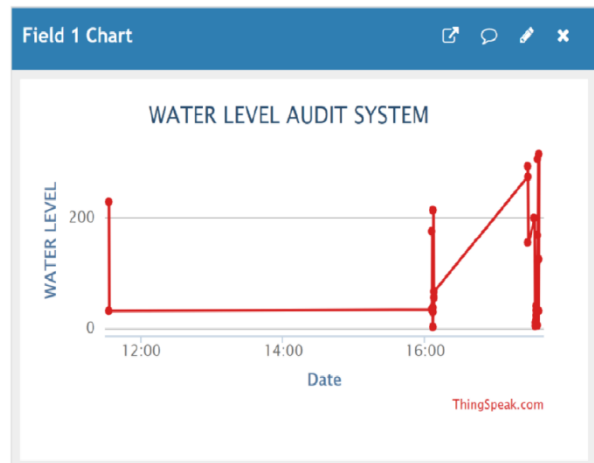 Field 1 Chart
WATER LEVEL AUDIT SYSTEM
WATER LEVEL
200
0
12:00 14:00 16:00
Date
ThingSpeak.com